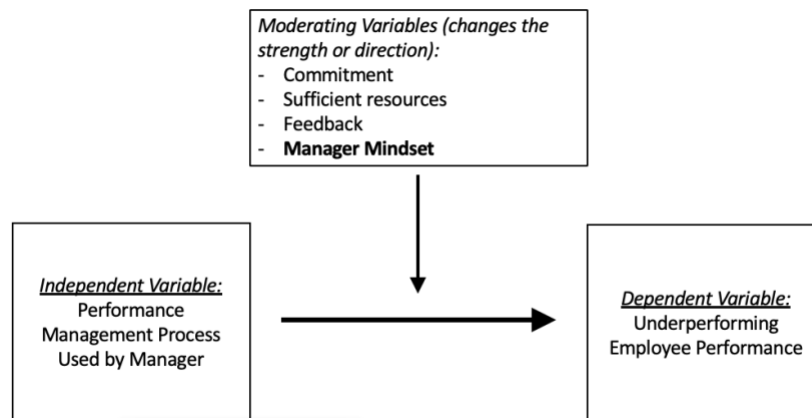 Moderating Variables (changes the
strength or direction):
- Commitment
- Sufficient resources
- Feedback
- Manager Mindset
Independent Variable:
Performance
Management Process
Used by Manager
Dependent Variable:
Underperforming
Employee Performance